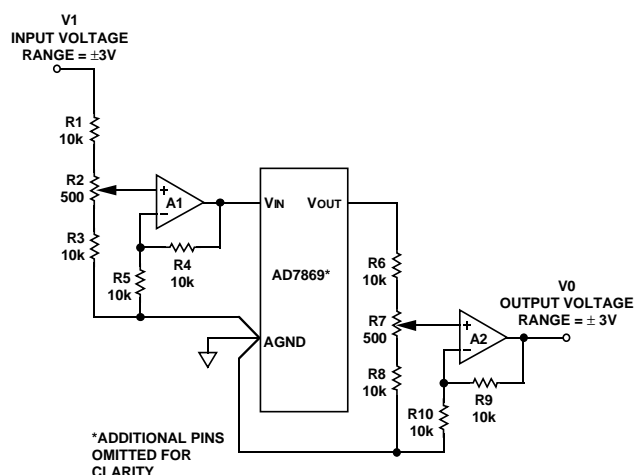 V1
INPUT VOLTAGE
RANGE = ±3V
R1
10k
R2
500
R3
10k
+
A1
–
R4
10k
R5
10k
VIN
VOUT
AD7869*
AGND
R6
10k
R7
500
R8
10k
+
A2
–
R9
10k
R10
10k
V0
OUTPUT VOLTAGE
RANGE = ± 3V
*ADDITIONAL PINS
OMITTED FOR
CLARITY